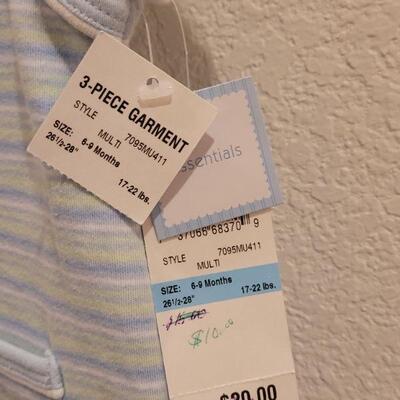 3-PIECE GARMENT
STYLE MULTI 7095MU411
SIZE: 6-9 Months
26½-28" 17-22 lbs.
ssentials
37066 68370 9
STYLE 7095MU411
MULTI
SIZE: 6-9 Months
26½-28" 17-22 lbs.
$10.00
$20.00